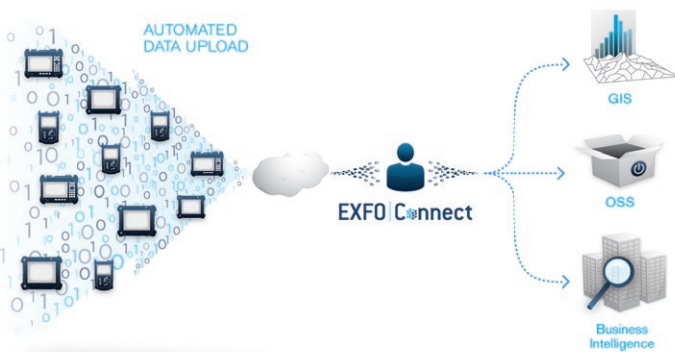 AUTOMATED
DATA UPLOAD
EXFO Connect
GIS
OSS
Business
Intelligence